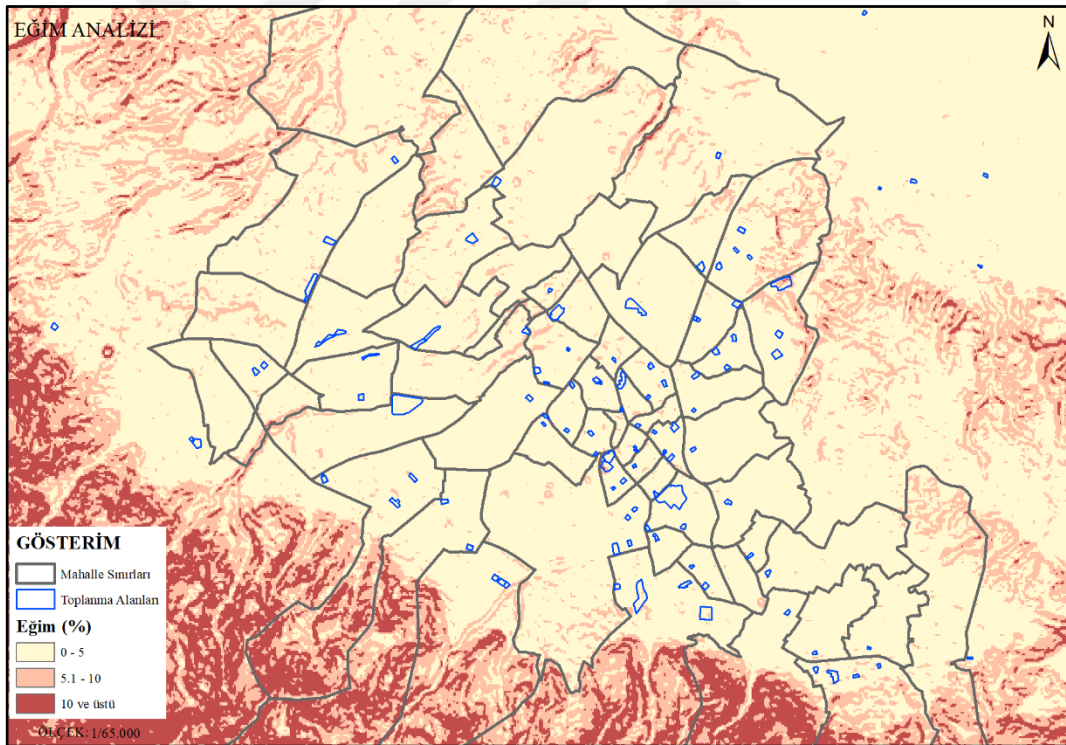 EĞİM ANALİZİ
N
GÖSTERİM
Mahalle Sınırları
Toplanma Alanları
Eğim (%)
0 - 5
5.1 - 10
10 ve üstü
ÖLÇEK: 1/65.000